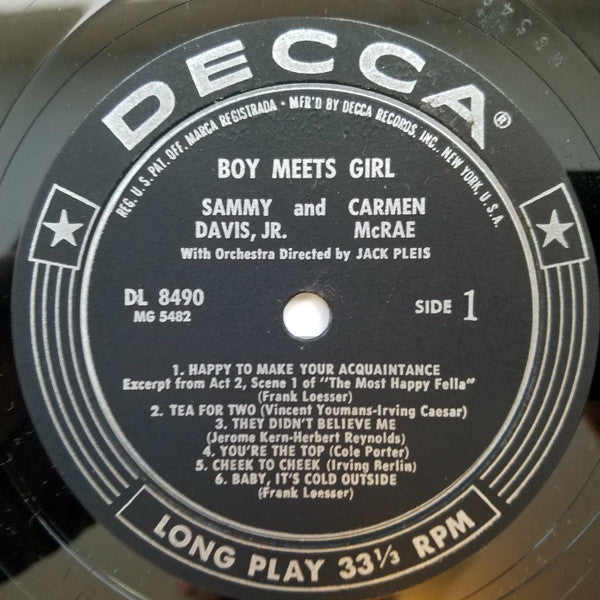 DECCA®
REG. U.S. PAT. OFF. MARCA REGISTRADA • MFR'D BY DECCA RECORDS, INC., NEW YORK, U.S.A.
BOY MEETS GIRL
SAMMY and CARMEN
DAVIS, JR. McRAE
With Orchestra Directed by JACK PLEIS
DL 8490
MG 5482
SIDE 1
1. HAPPY TO MAKE YOUR ACQUAINTANCE
Excerpt from Act 2, Scene 1 of "The Most Happy Fella"
(Frank Loesser)
2. TEA FOR TWO (Vincent Youmans-Irving Caesar)
3. THEY DIDN'T BELIEVE ME
(Jerome Kern-Herbert Reynolds)
4. YOU'RE THE TOP (Cole Porter)
5. CHEEK TO CHEEK (Irving Berlin)
6. BABY, IT'S COLD OUTSIDE
(Frank Loesser)
LONG PLAY 33⅓ RPM